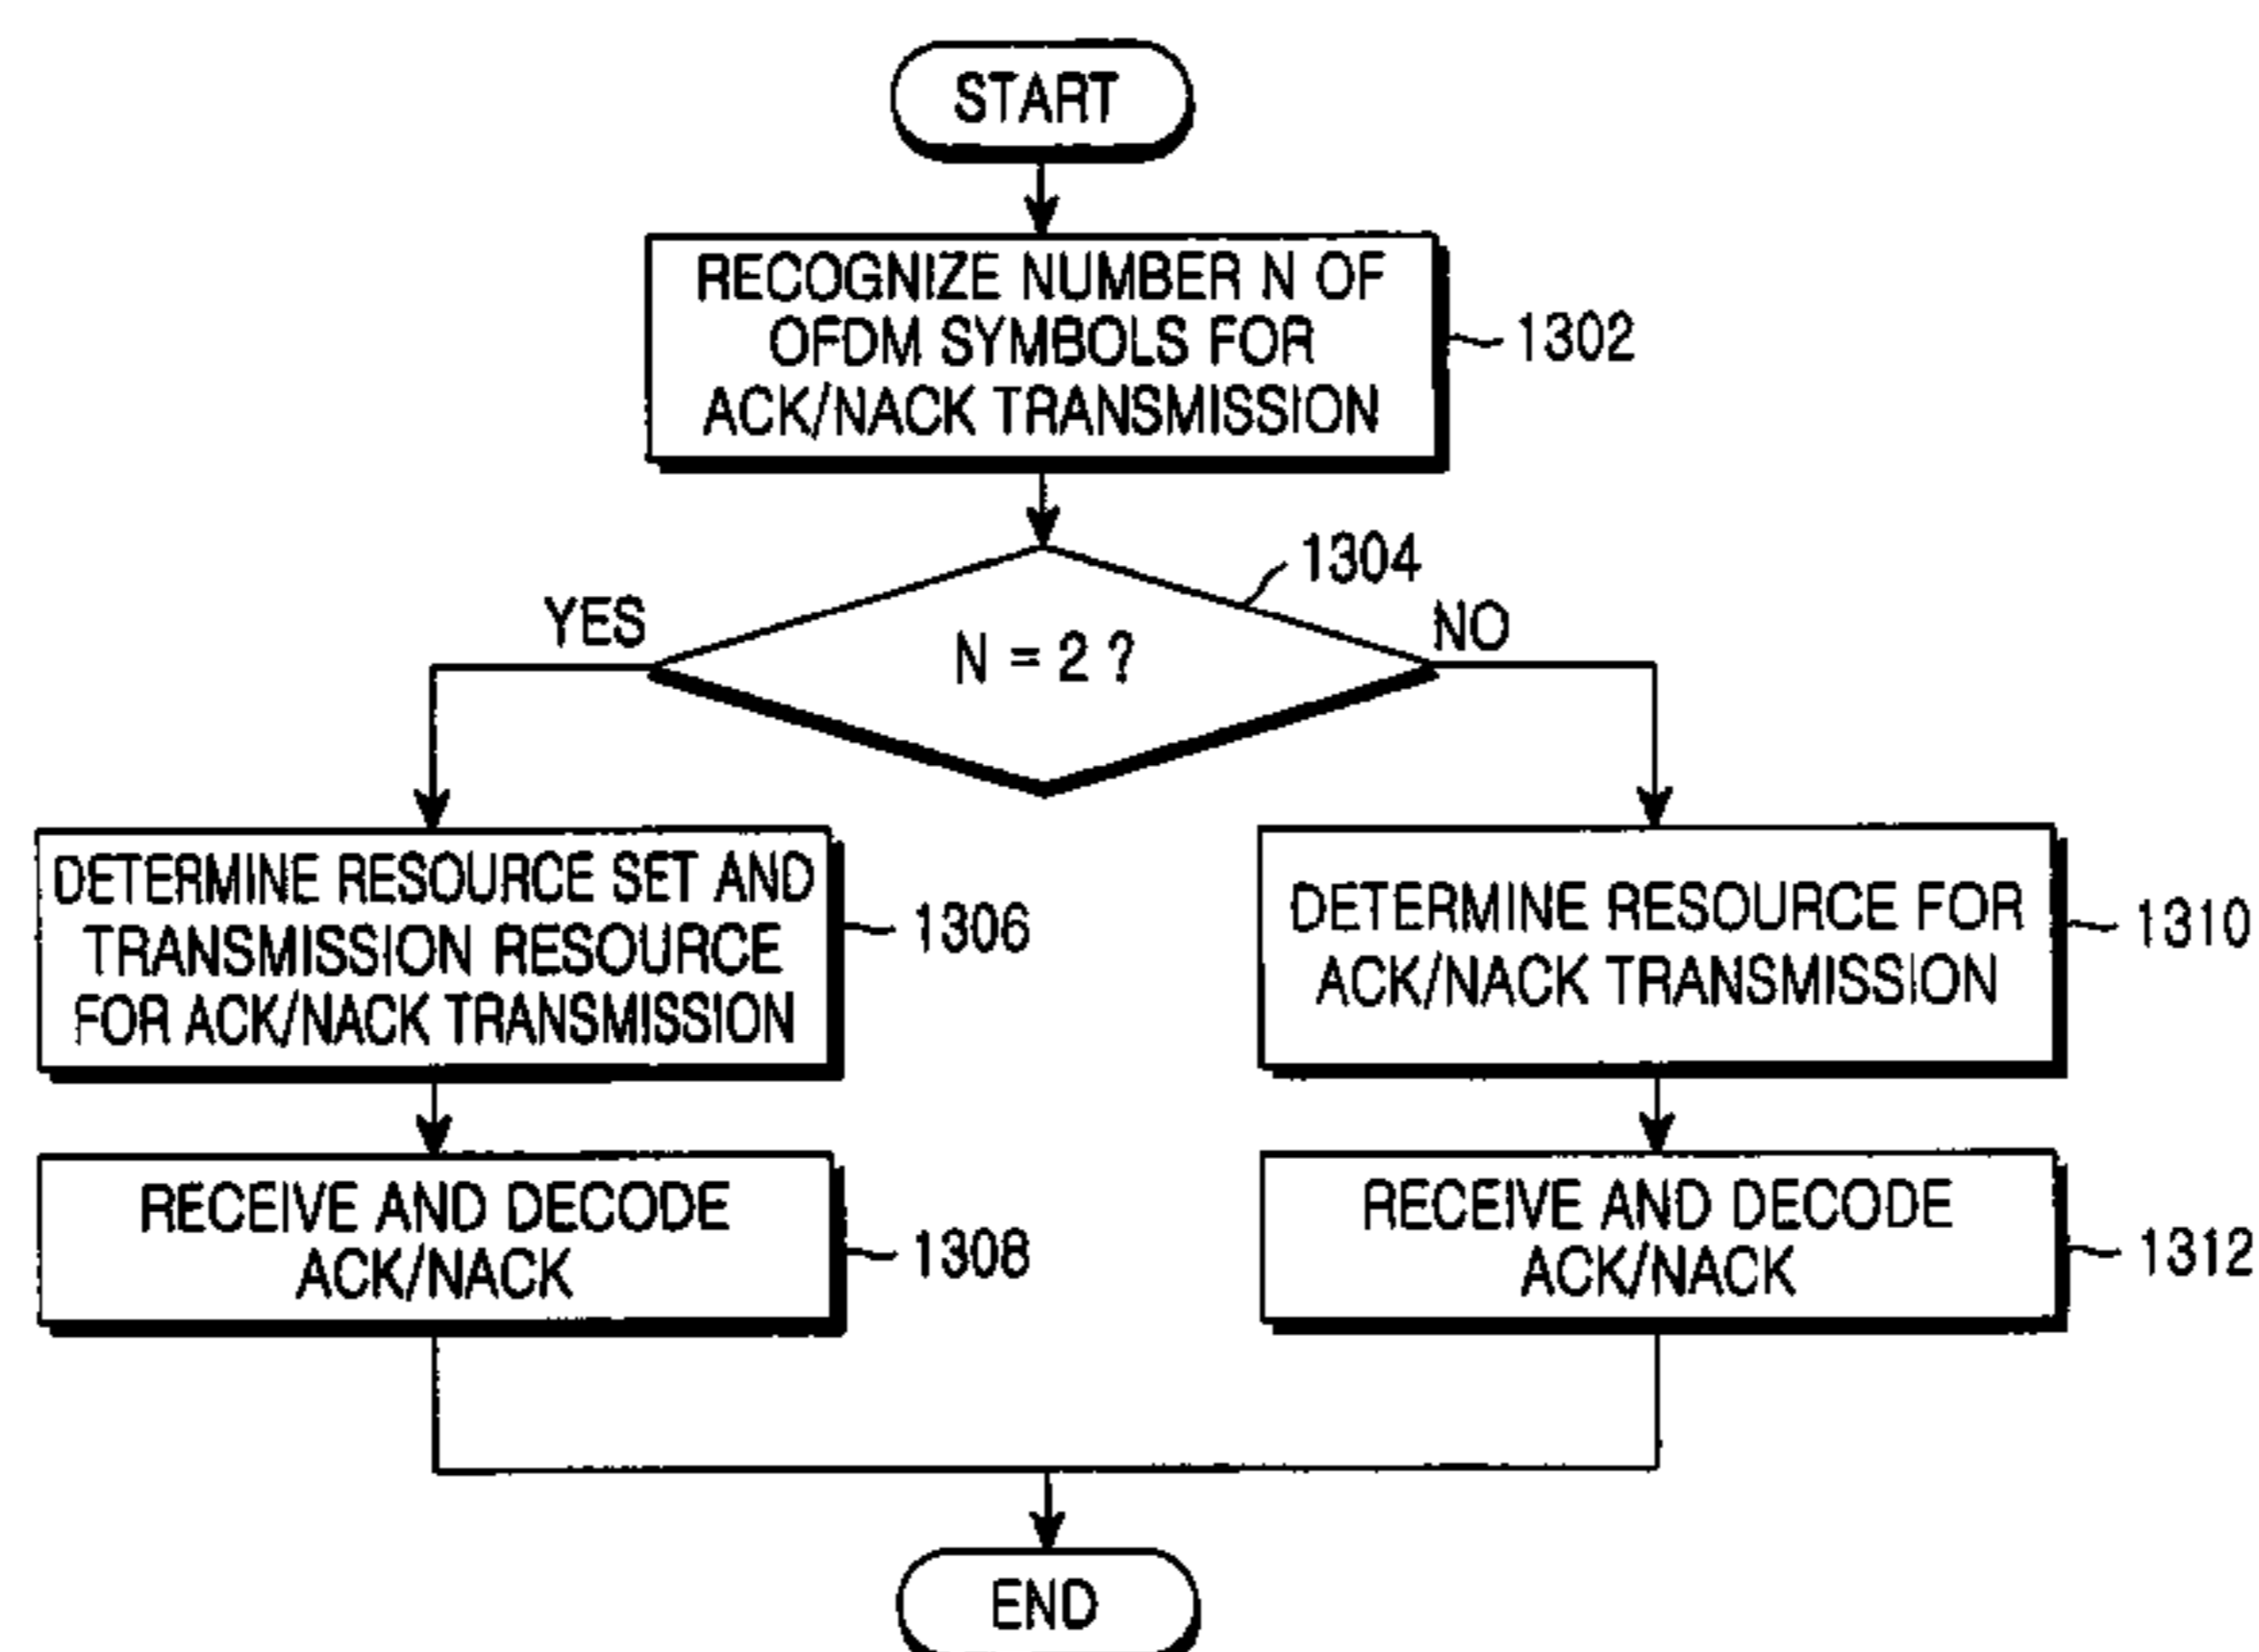 START
RECOGNIZE NUMBER N OF
OFDM SYMBOLS FOR
ACK/NACK TRANSMISSION
1302
1304
YES
N = 2 ?
NO
DETERMINE RESOURCE SET AND
TRANSMISSION RESOURCE
FOR ACK/NACK TRANSMISSION
1306
DETERMINE RESOURCE FOR
ACK/NACK TRANSMISSION
1310
RECEIVE AND DECODE
ACK/NACK
1308
RECEIVE AND DECODE
ACK/NACK
1312
END